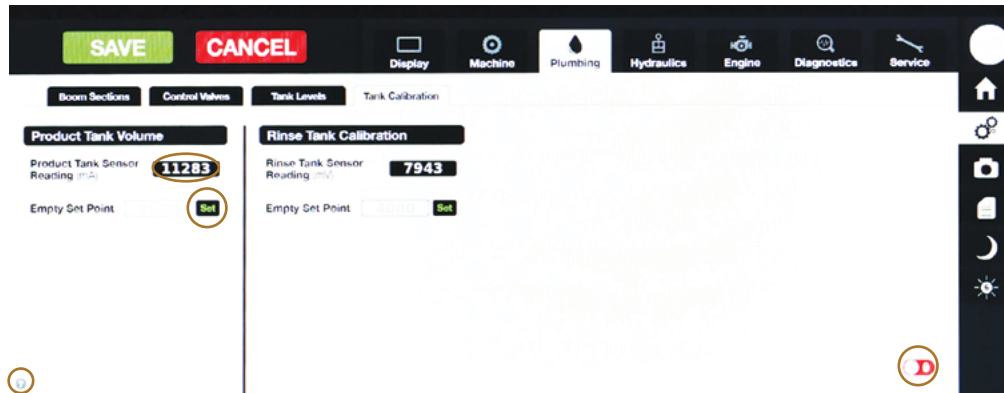 SAVE
CANCEL
Display
Machine
Plumbing
Hydraulics
Engine
Diagnostics
Service
Boom Sections
Control Valves
Tank Levels
Tank Calibration
Product Tank Volume
Rinse Tank Calibration
Product Tank Sensor
Reading (mA)
11283
Rinse Tank Sensor
Reading (mV)
7943
Empty Set Point
Set
Empty Set Point
Set